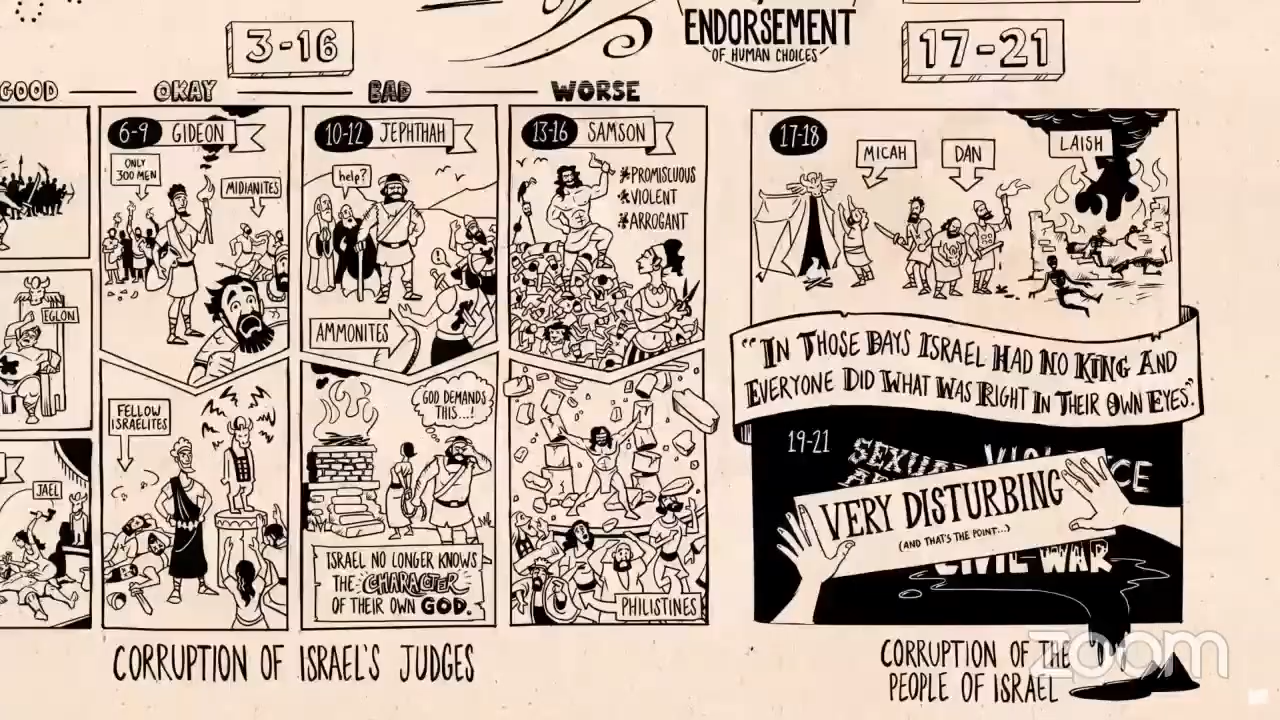 3-16
ENDORSEMENT
OF HUMAN CHOICES
17-21
GOOD
OKAY
BAD
WORSE
6-9 GIDEON
ONLY
300 MEN
MIDIANITES
10-12 JEPHTHAH
help?
AMMONITES
13-16 SAMSON
*PROMISCUOUS
*VIOLENT
*ARROGANT
17-18
MICAH
DAN
LAISH
EGLON
JAEL
FELLOW
ISRAELITES
GOD DEMANDS
THIS...!
ISRAEL NO LONGER KNOWS
THE CHARACTER
OF THEIR OWN GOD.
PHILISTINES
"IN THOSE DAYS ISRAEL HAD NO KING AND
EVERYONE DID WHAT WAS RIGHT IN THEIR OWN EYES."
19-21
VERY DISTURBING
(AND THAT'S THE POINT...)
CIVIL WAR
CORRUPTION OF ISRAEL'S JUDGES
CORRUPTION OF THE
PEOPLE OF ISRAEL
zoom